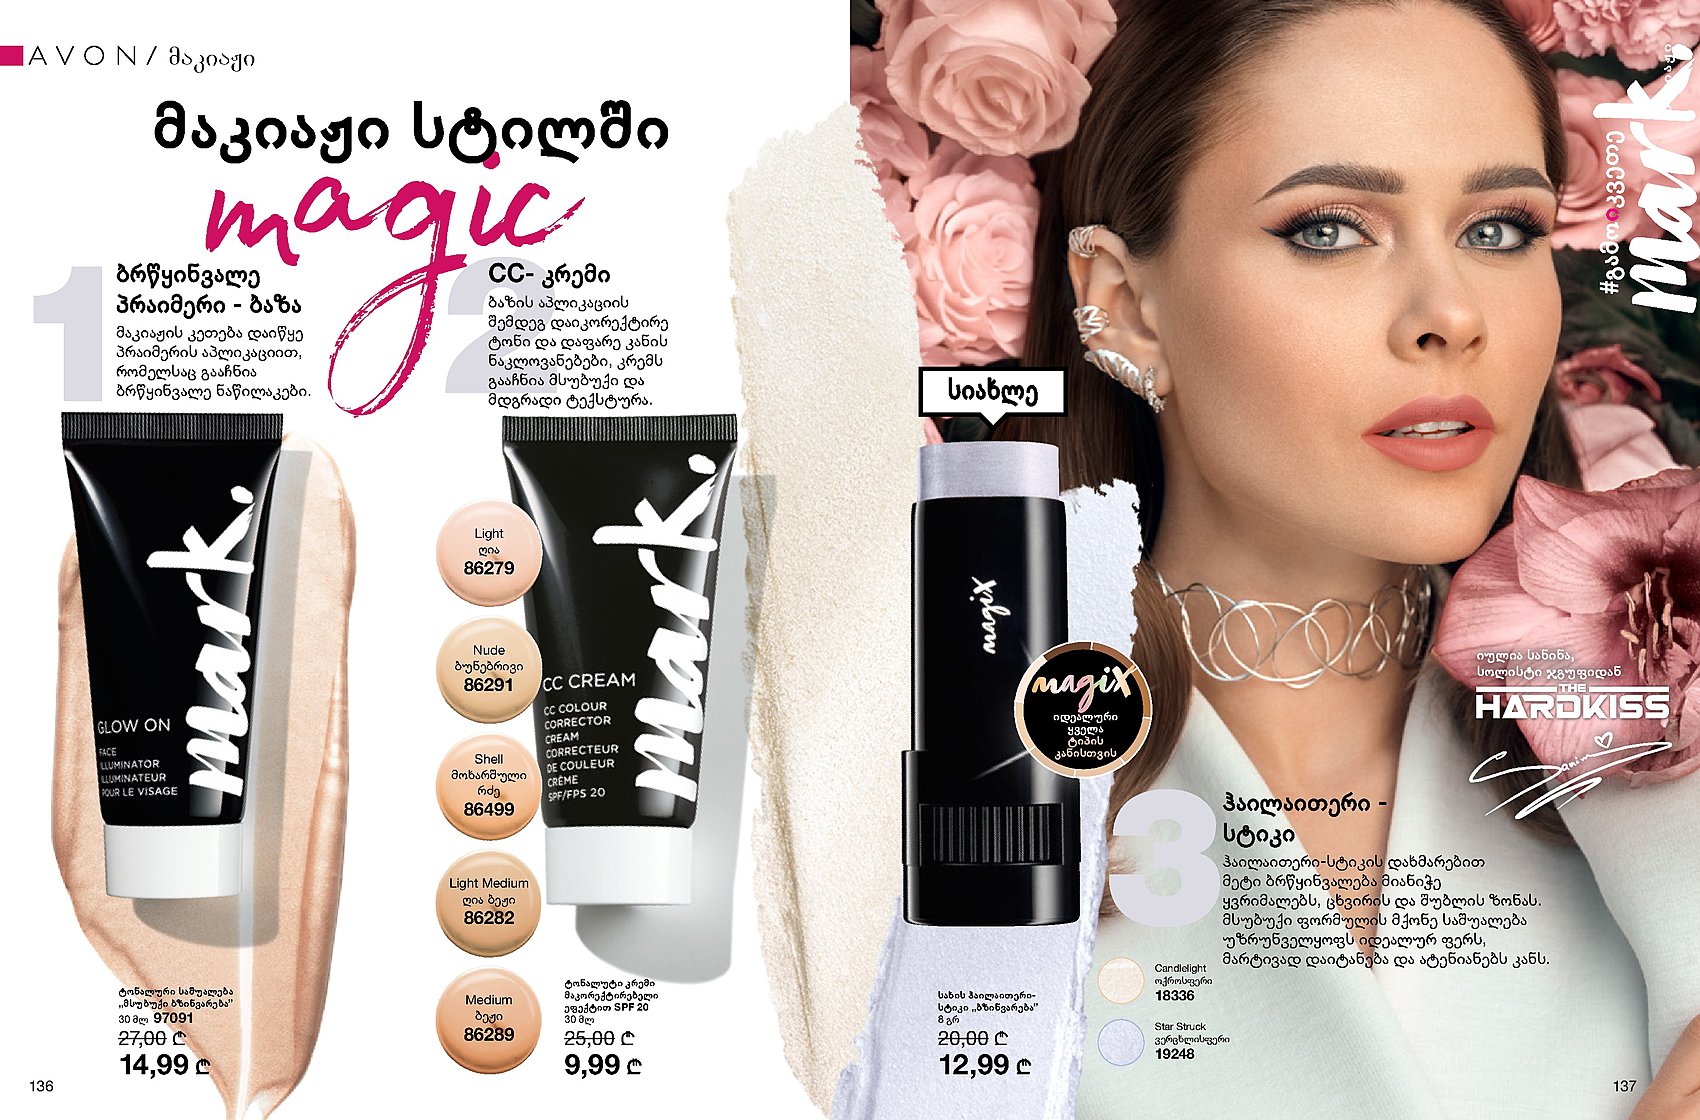 AVON / მაკიაჟი
მაკიაჟი სტილში
magic
1
ბრწყინვალე
პრაიმერი - ბაზა
მაკიაჟის კეთება დაიწყე
პრაიმერის აპლიკაციით,
რომელსაც გააჩნია
ბრწყინვალე ნაწილაკები.
2
CC- კრემი
ბაზის აპლიკაციის
შემდეგ დაიკორექტირე
ტონი და დაფარე კანის
ნაკლოვანებები, კრემს
გააჩნია მსუბუქი და
მდგრადი ტექსტურა.
mark.
GLOW ON
FACE
ILLUMINATOR
ILLUMINATEUR
POUR LE VISAGE
Light
ღია
86279
Nude
ბუნებრივი
86291
Shell
მოხარშული
რძე
86499
Light Medium
ღია ბეჟი
86282
Medium
ბეჟი
86289
mark.
CC CREAM
CC COLOUR
CORRECTOR
CREAM
CORRECTEUR
DE COULEUR
CRÈME
SPF/FPS 20
ტონალური საშუალება
„მსუბუქი ბზინვარება”
30 მლ 97091
27,00 ₾
14,99 ₾
ტონალუტი კრემი
მაკორექტირებელი
ეფექტით SPF 20
30 მლ
25,00 ₾
9,99 ₾
136
სიახლე
magix
magix
იდეალური
ყველა
ტიპის
კანისთვის
სახის ჰაილაითერი-
სტიკი „ბზინვარება”
8 გრ
20,00 ₾
12,99 ₾
#გამოიკვეთე
mark.
იულია სანინა,
სოლისტი ჯგუფიდან
THE
HARDKISS
Sanina
3
ჰაილაითერი -
სტიკი
ჰაილაითერი-სტიკის დახმარებით
მეტი ბრწყინვალება მიანიჭე
ყვრიმალებს, ცხვირის და შუბლის ზონას.
მსუბუქი ფორმულის მქონე საშუალება
უზრუნველყოფს იდეალურ ფერს,
მარტივად დაიტანება და ატენიანებს კანს.
Candlelight
ოქროსფერი
18336
Star Struck
ვერცხლისფერი
19248
137